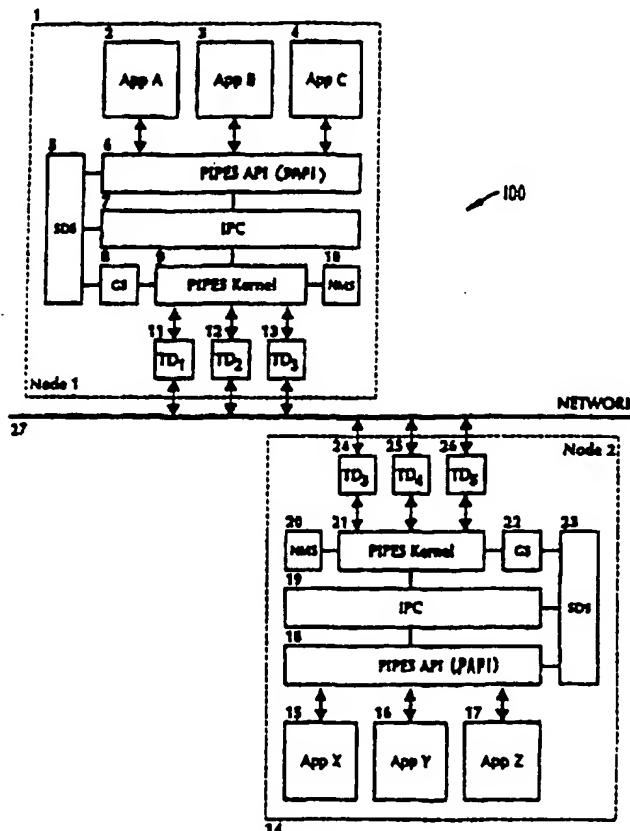 1
2 3 4
App A App B App C
5 6
PIPES API (PAPI)
7
SDS IPC
8 9 10
GS PIPES Kernel NMS
11 12 13
TD1 TD2 TD3
Node 1
100
NETWORK
27
24 25 26 Node 2
TD3 TD4 TD5
20 21 22 23
NMS PIPES Kernel GS
19
IPC SDS
18
PIPES API (PAPI)
15 16 17
App X App Y App Z
14